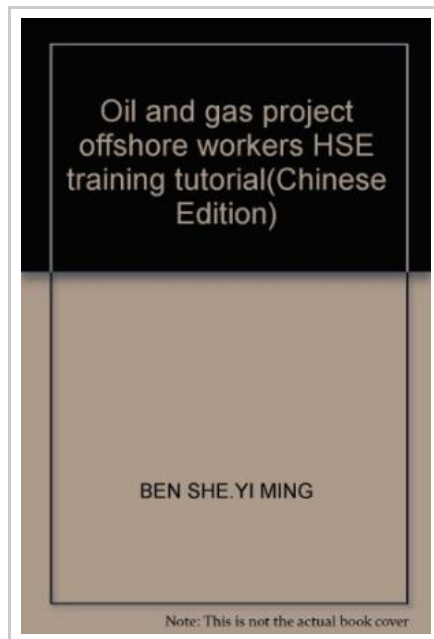 Oil and gas project
offshore workers HSE
training tutorial(Chinese
Edition)
BEN SHE.YI MING
Note: This is not the actual book cover